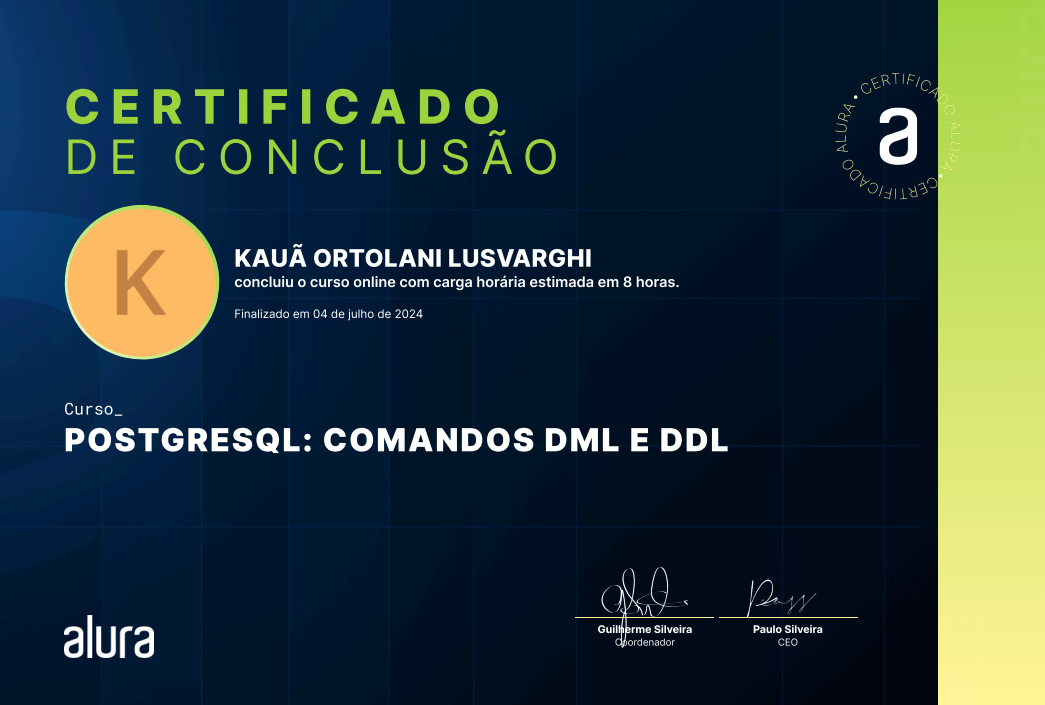 CERTIFICADO
DE CONCLUSÃO
• CERTIFICADO ALURA • CERTIFICADO ALURA
a
K
KAUÃ ORTOLANI LUSVARGHI
concluiu o curso online com carga horária estimada em 8 horas.
Finalizado em 04 de julho de 2024
Curso_
POSTGRESQL: COMANDOS DML E DDL
Guilherme Silveira
Coordenador
Paulo Silveira
CEO
alura